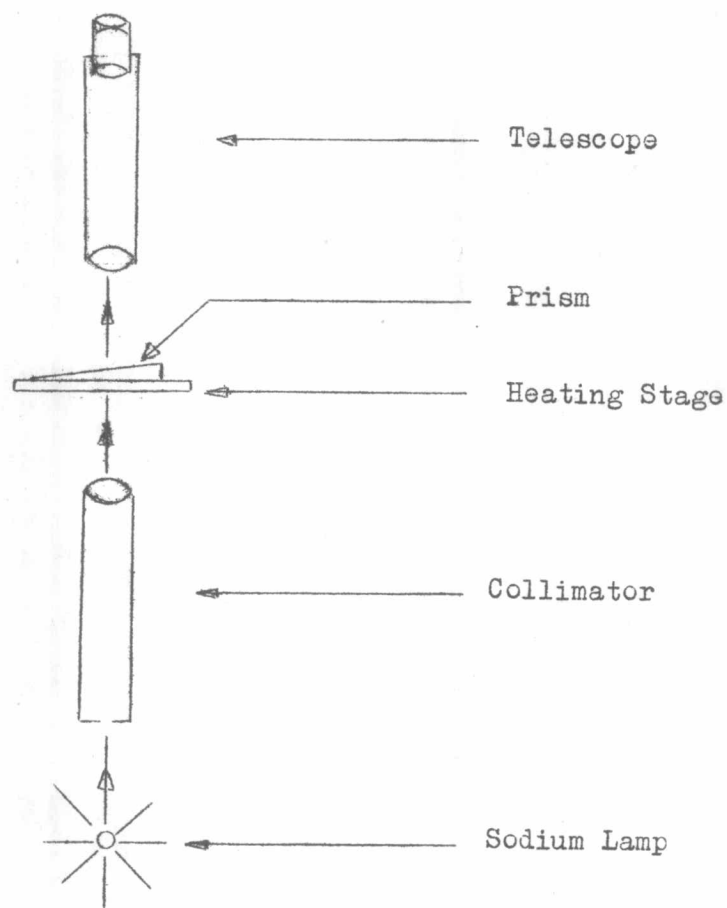 Telescope
Prism
Heating Stage
Collimator
Sodium Lamp